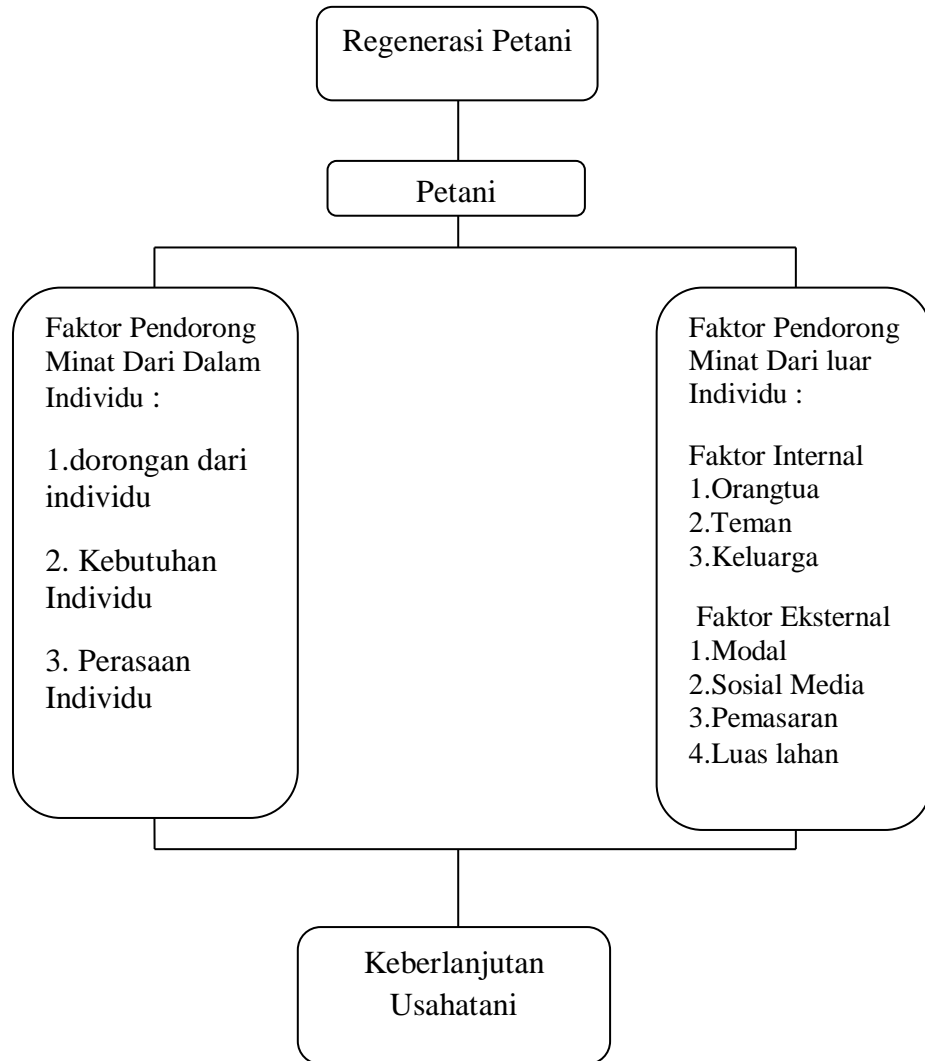 Regenerasi Petani
Petani
Faktor Pendorong
Minat Dari Dalam
Individu :
1.dorongan dari
individu
2. Kebutuhan
Individu
3. Perasaan
Individu
Faktor Pendorong
Minat Dari luar
Individu :
Faktor Internal
1.Orangtua
2.Teman
3.Keluarga
Faktor Eksternal
1.Modal
2.Sosial Media
3.Pemasaran
4.Luas lahan
Keberlanjutan
Usahatani